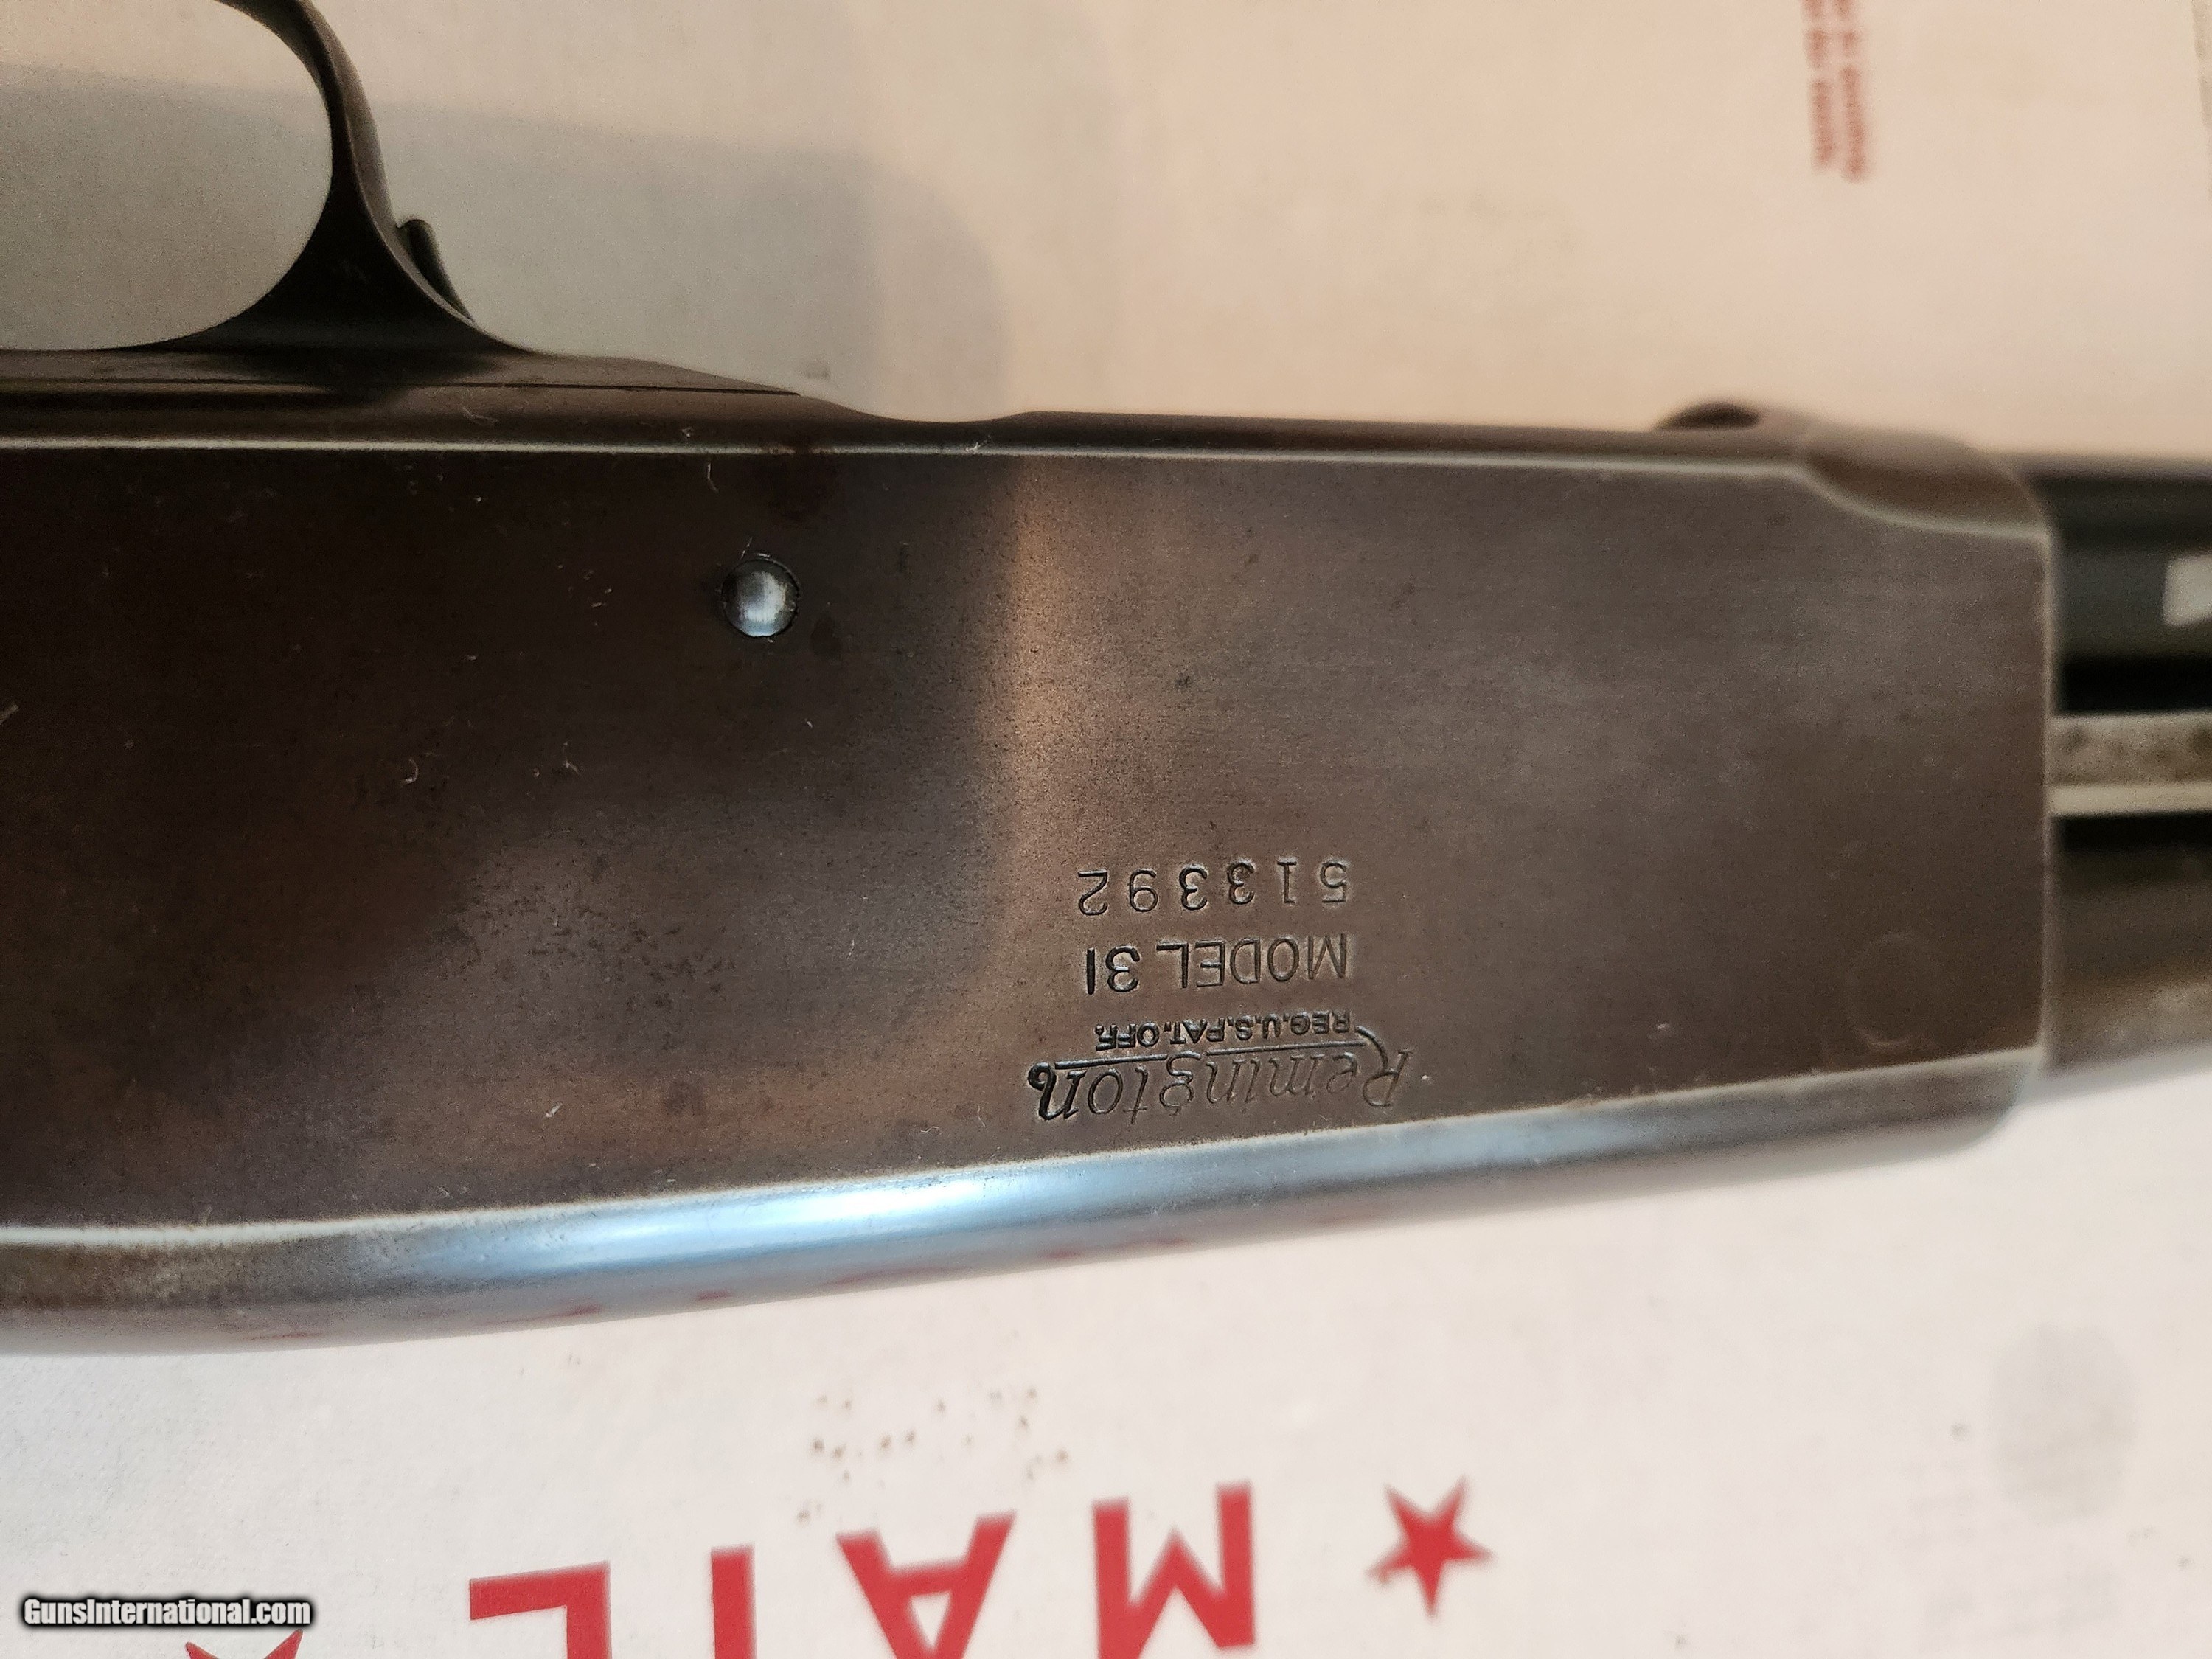 Remington
REG.U.S.PAT.OFF.
MODEL 31
513392
MAIL
GunsInternational.com